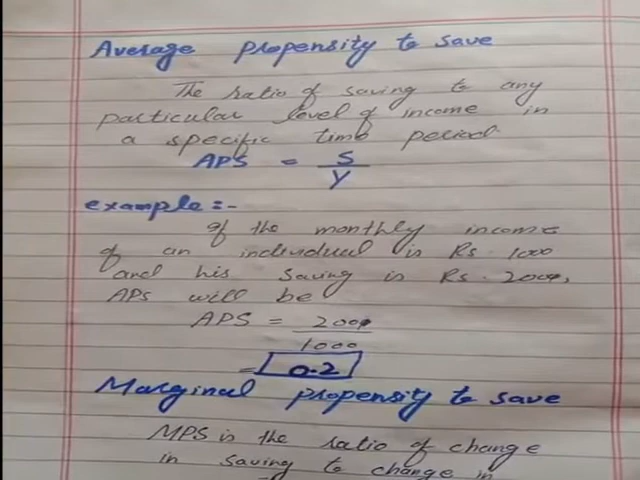 Average propensity to save
The ratio of saving to any
particular level of income in
a specific time period.
APS = S
Y
example :-
If the monthly income
of an individual is Rs. 1000
and his saving is Rs. 200,
APS will be
APS = 200
1000
= 0.2
Marginal propensity to save
MPS is the ratio of change
in saving to change in